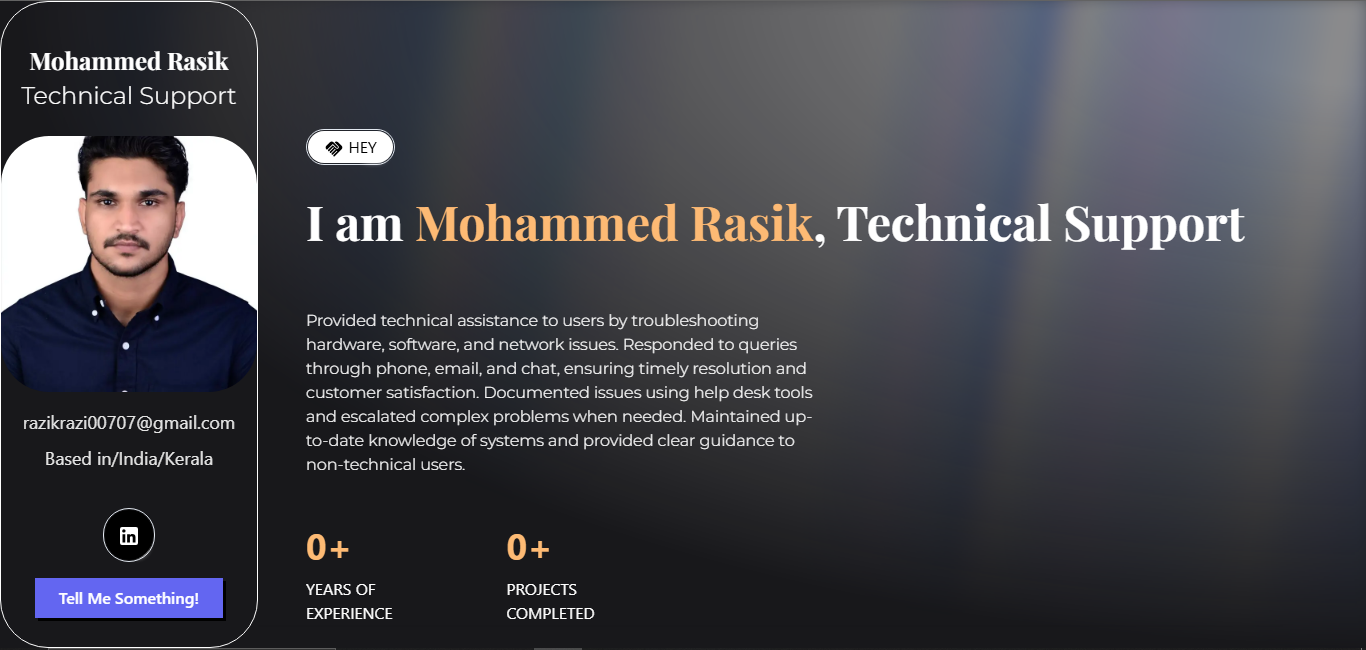 Mohammed Rasik
Technical Support
razikrazi00707@gmail.com
Based in/India/Kerala
in
Tell Me Something!
HEY
I am Mohammed Rasik, Technical Support
Provided technical assistance to users by troubleshooting
hardware, software, and network issues. Responded to queries
through phone, email, and chat, ensuring timely resolution and
customer satisfaction. Documented issues using help desk tools
and escalated complex problems when needed. Maintained up-
to-date knowledge of systems and provided clear guidance to
non-technical users.
0+
YEARS OF
EXPERIENCE
0+
PROJECTS
COMPLETED